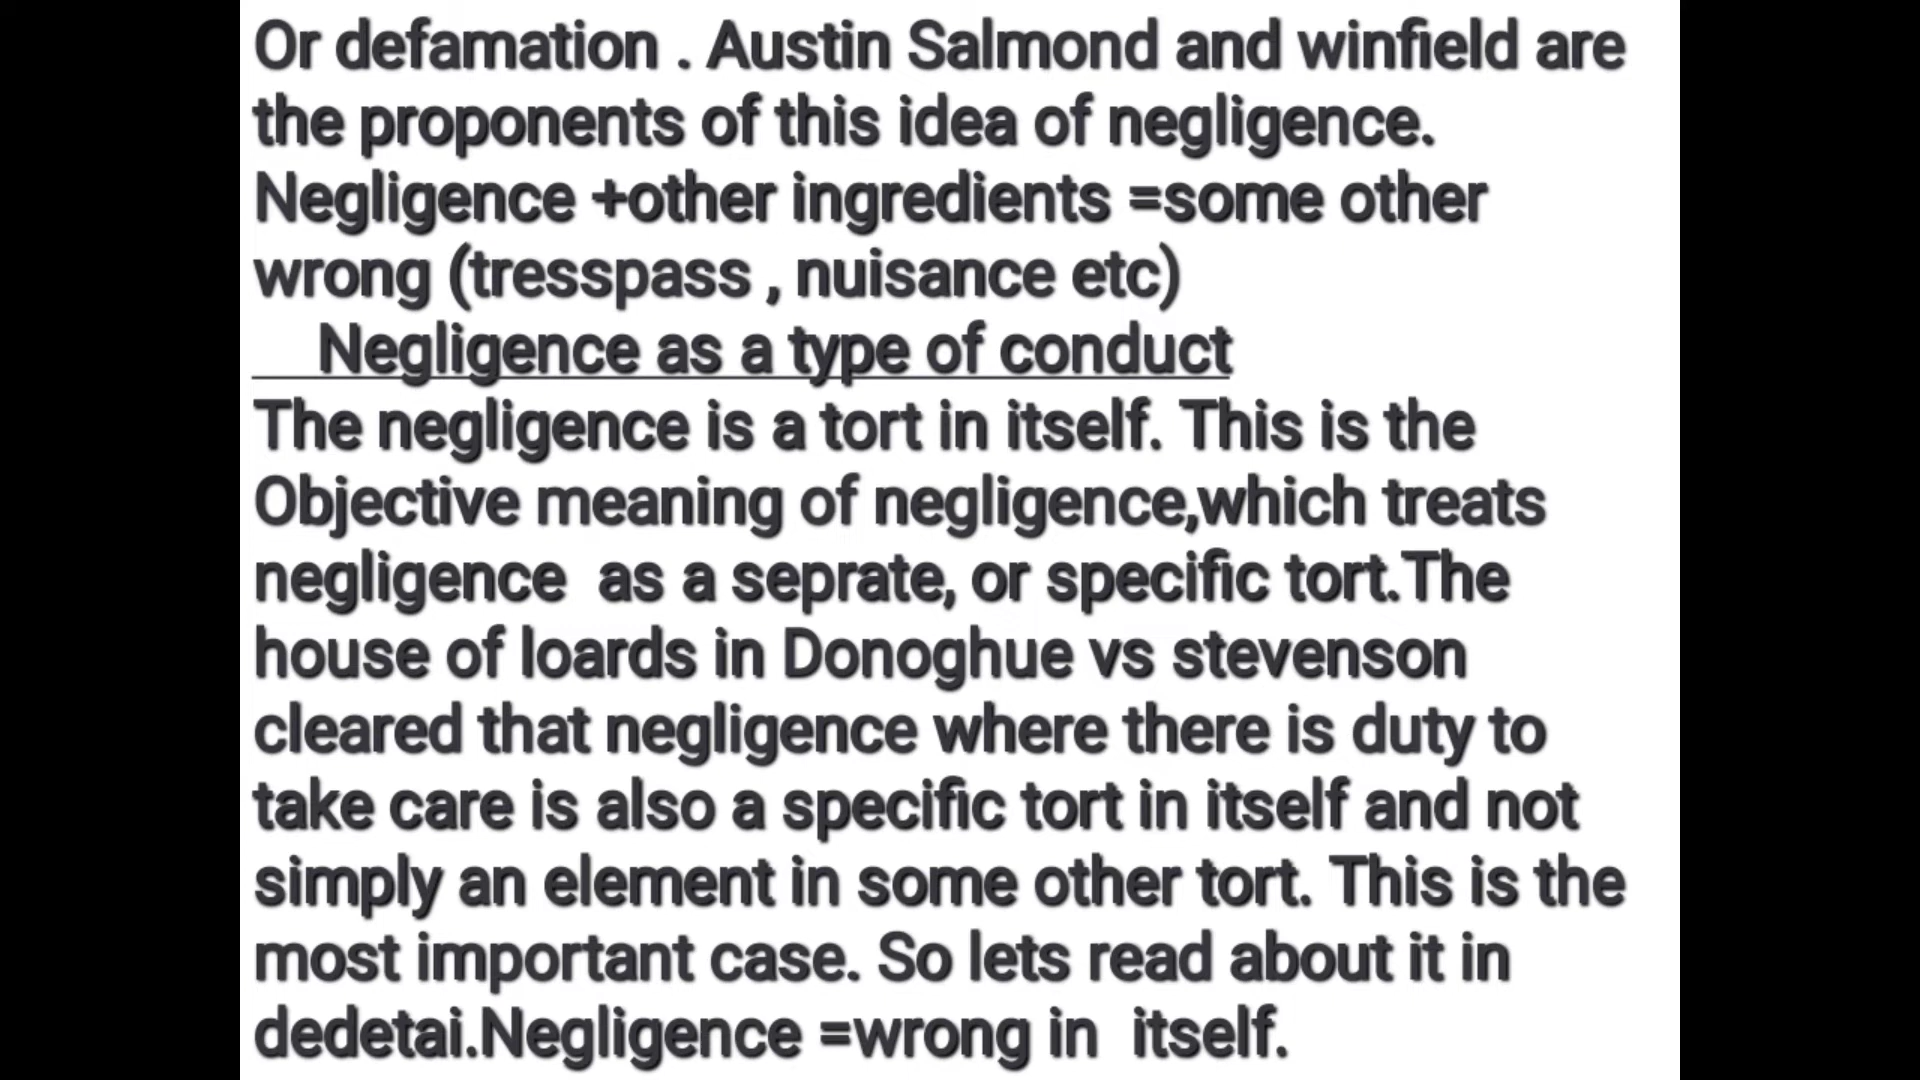 Or defamation . Austin Salmond and winfield are
the proponents of this idea of negligence.
Negligence +other ingredients =some other
wrong (tresspass , nuisance etc)
Negligence as a type of conduct
The negligence is a tort in itself. This is the
Objective meaning of negligence,which treats
negligence  as a seprate, or specific tort.The
house of loards in Donoghue vs stevenson
cleared that negligence where there is duty to
take care is also a specific tort in itself and not
simply an element in some other tort. This is the
most important case. So lets read about it in
dedetai.Negligence =wrong in  itself.